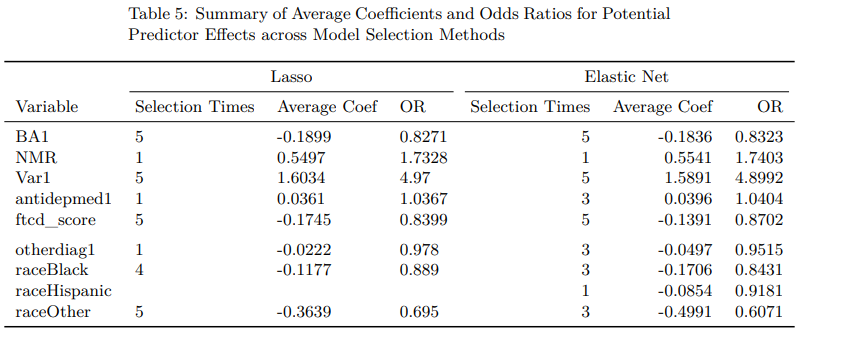 Table 5: Summary of Average Coefficients and Odds Ratios for Potential
Predictor Effects across Model Selection Methods
Lasso Elastic Net
Variable Selection Times Average Coef OR Selection Times Average Coef OR
BA1 5 -0.1899 0.8271 5 -0.1836 0.8323
NMR 1 0.5497 1.7328 1 0.5541 1.7403
Var1 5 1.6034 4.97 5 1.5891 4.8992
antidepmed1 1 0.0361 1.0367 3 0.0396 1.0404
ftcd_score 5 -0.1745 0.8399 5 -0.1391 0.8702
otherdiag1 1 -0.0222 0.978 3 -0.0497 0.9515
raceBlack 4 -0.1177 0.889 3 -0.1706 0.8431
raceHispanic 1 -0.0854 0.9181
raceOther 5 -0.3639 0.695 3 -0.4991 0.6071